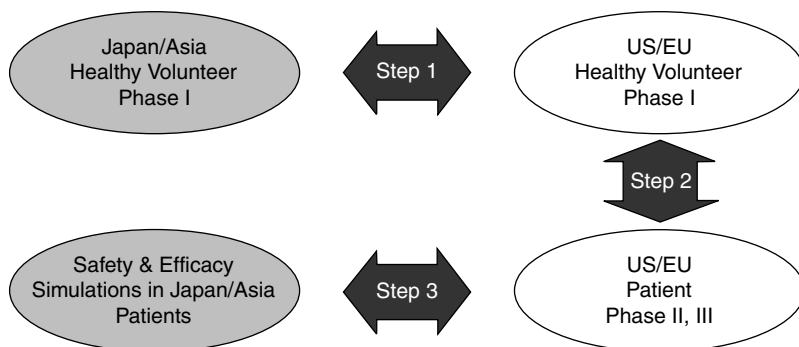 Japan/Asia
Healthy Volunteer
Phase I
Step 1
US/EU
Healthy Volunteer
Phase I
Step 2
Safety & Efficacy
Simulations in Japan/Asia
Patients
Step 3
US/EU
Patient
Phase II, III